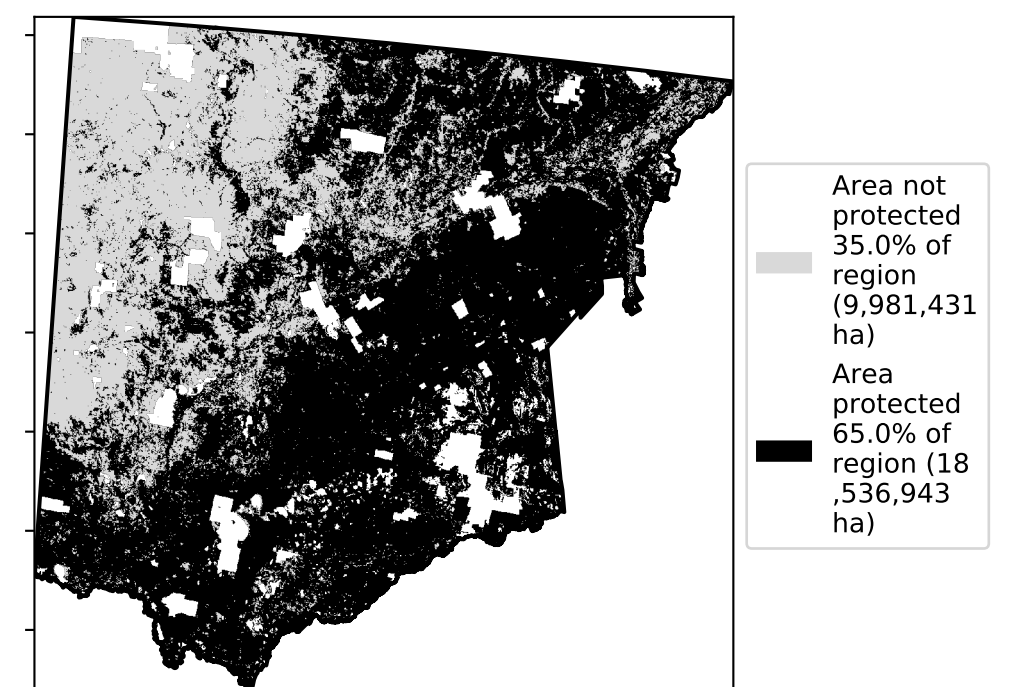 Area not
protected
35.0% of
region
(9,981,431
ha)
Area
protected
65.0% of
region (18
,536,943
ha)